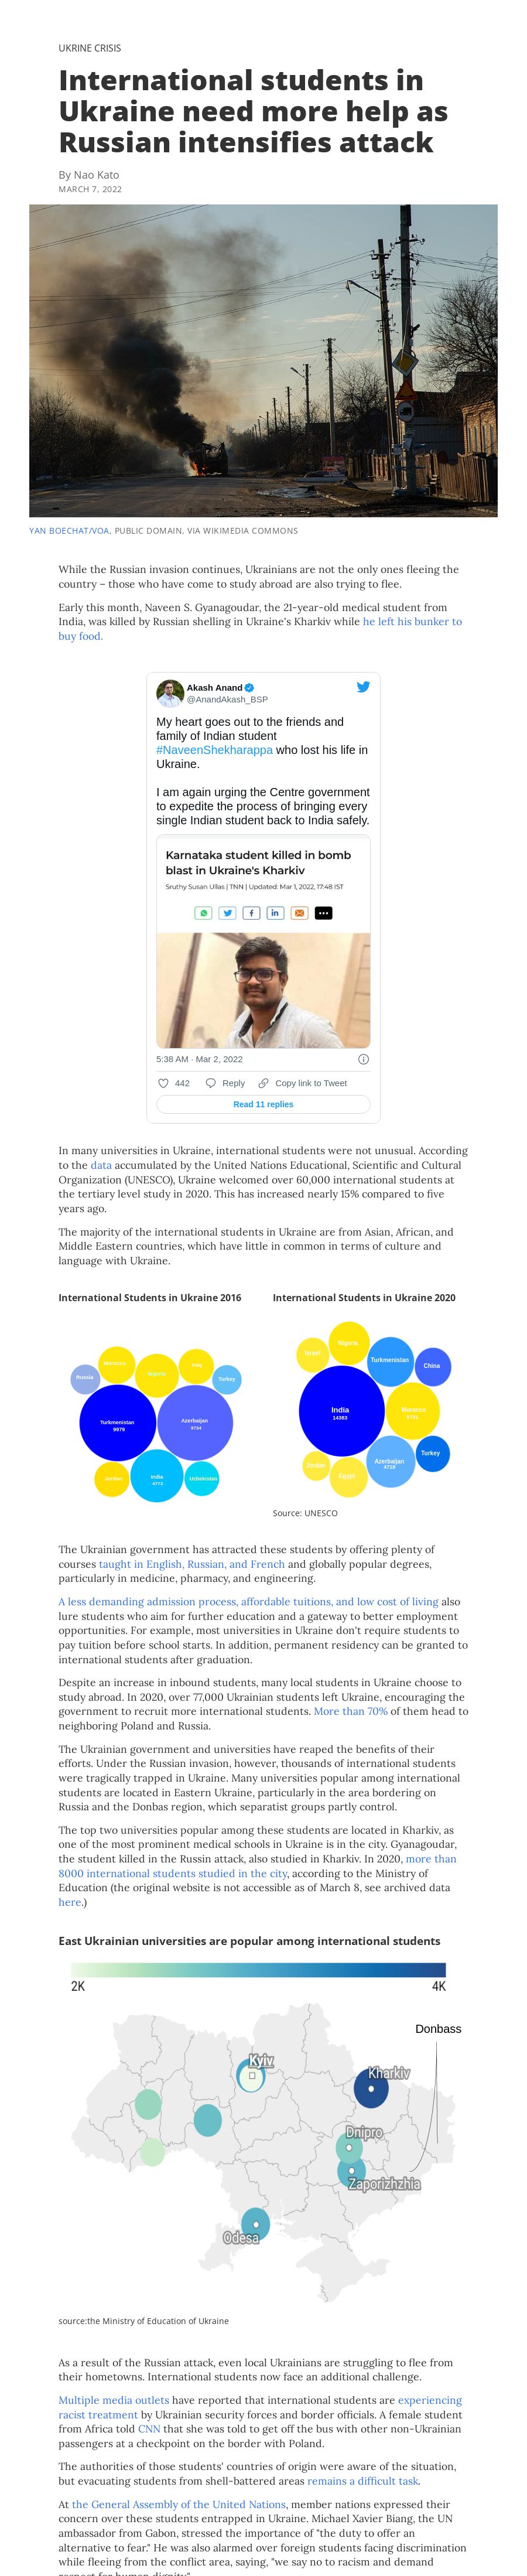 UKRINE CRISIS
International students in
Ukraine need more help as
Russian intensifies attack
By Nao Kato
MARCH 7, 2022
YAN BOECHAT/VOA, PUBLIC DOMAIN, VIA WIKIMEDIA COMMONS
While the Russian invasion continues, Ukrainians are not the only ones fleeing the
country – those who have come to study abroad are also trying to flee.
Early this month, Naveen S. Gyanagoudar, the 21-year-old medical student from
India, was killed by Russian shelling in Ukraine's Kharkiv while he left his bunker to
buy food.
Akash Anand
@AnandAkash_BSP
My heart goes out to the friends and
family of Indian student
#NaveenShekharappa who lost his life in
Ukraine.
I am again urging the Centre government
to expedite the process of bringing every
single Indian student back to India safely.
Karnataka student killed in bomb
blast in Ukraine's Kharkiv
Sruthy Susan Ullas | TNN | Updated: Mar 1, 2022, 17:48 IST
5:38 AM · Mar 2, 2022
442 Reply Copy link to Tweet
Read 11 replies
In many universities in Ukraine, international students were not unusual. According
to the data accumulated by the United Nations Educational, Scientific and Cultural
Organization (UNESCO), Ukraine welcomed over 60,000 international students at
the tertiary level study in 2020. This has increased nearly 15% compared to five
years ago.
The majority of the international students in Ukraine are from Asian, African, and
Middle Eastern countries, which have little in common in terms of culture and
language with Ukraine.
International Students in Ukraine 2016
Russia
Morocco
Nigeria
Iraq
Turkey
Turkmenistan
9979
Azerbaijan
9734
Jordan
India
4773
Uzbekistan
International Students in Ukraine 2020
Israel
Nigeria
Turkmenistan
China
India
14383
Morocco
Jordan
Egypt
Azerbaijan
4718
Turkey
Source: UNESCO
The Ukrainian government has attracted these students by offering plenty of
courses taught in English, Russian, and French and globally popular degrees,
particularly in medicine, pharmacy, and engineering.
A less demanding admission process, affordable tuitions, and low cost of living also
lure students who aim for further education and a gateway to better employment
opportunities. For example, most universities in Ukraine don't require students to
pay tuition before school starts. In addition, permanent residency can be granted to
international students after graduation.
Despite an increase in inbound students, many local students in Ukraine choose to
study abroad. In 2020, over 77,000 Ukrainian students left Ukraine, encouraging the
government to recruit more international students. More than 70% of them head to
neighboring Poland and Russia.
The Ukrainian government and universities have reaped the benefits of their
efforts. Under the Russian invasion, however, thousands of international students
were tragically trapped in Ukraine. Many universities popular among international
students are located in Eastern Ukraine, particularly in the area bordering on
Russia and the Donbas region, which separatist groups partly control.
The top two universities popular among these students are located in Kharkiv, as
one of the most prominent medical schools in Ukraine is in the city. Gyanagoudar,
the student killed in the Russin attack, also studied in Kharkiv. In 2020, more than
8000 international students studied in the city, according to the Ministry of
Education (the original website is not accessible as of March 8, see archived data
here.)
East Ukrainian universities are popular among international students
2K 4K
Donbass
Kyiv
Kharkiv
Dnipro
Zaporizhzhia
Odesa
source:the Ministry of Education of Ukraine
As a result of the Russian attack, even local Ukrainians are struggling to flee from
their hometowns. International students now face an additional challenge.
Multiple media outlets have reported that international students are experiencing
racist treatment by Ukrainian security forces and border officials. A female student
from Africa told CNN that she was told to get off the bus with other non-Ukrainian
passengers at a checkpoint on the border with Poland.
The authorities of those students' countries of origin were aware of the situation,
but evacuating students from shell-battered areas remains a difficult task.
At the General Assembly of the United Nations, member nations expressed their
concern over these students entrapped in Ukraine. Michael Xavier Biang, the UN
ambassador from Gabon, stressed the importance of "the duty to offer an
alternative to fear." He was also alarmed over foreign students facing discrimination
while fleeing from the conflict area, saying, "we say no to racism and demand